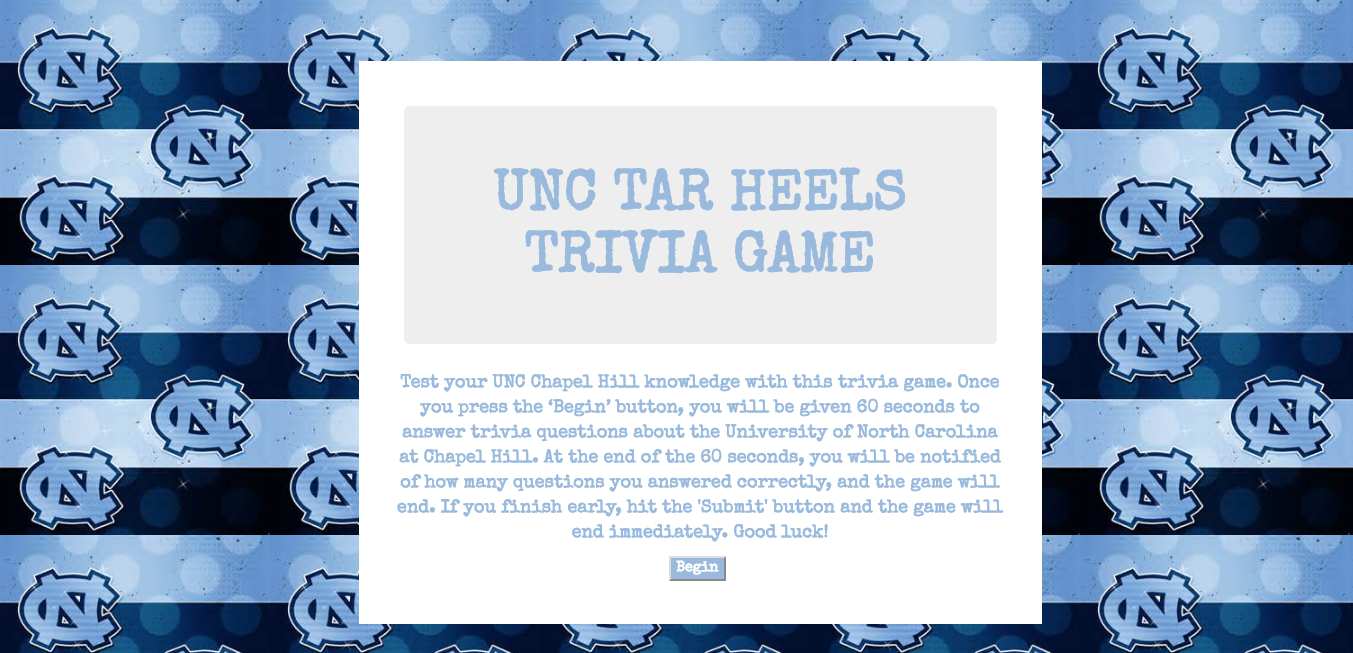 UNC TAR HEELS
TRIVIA GAME
Test your UNC Chapel Hill knowledge with this trivia game. Once
you press the ‘Begin’ button, you will be given 60 seconds to
answer trivia questions about the University of North Carolina
at Chapel Hill. At the end of the 60 seconds, you will be notified
of how many questions you answered correctly, and the game will
end. If you finish early, hit the 'Submit' button and the game will
end immediately. Good luck!
Begin